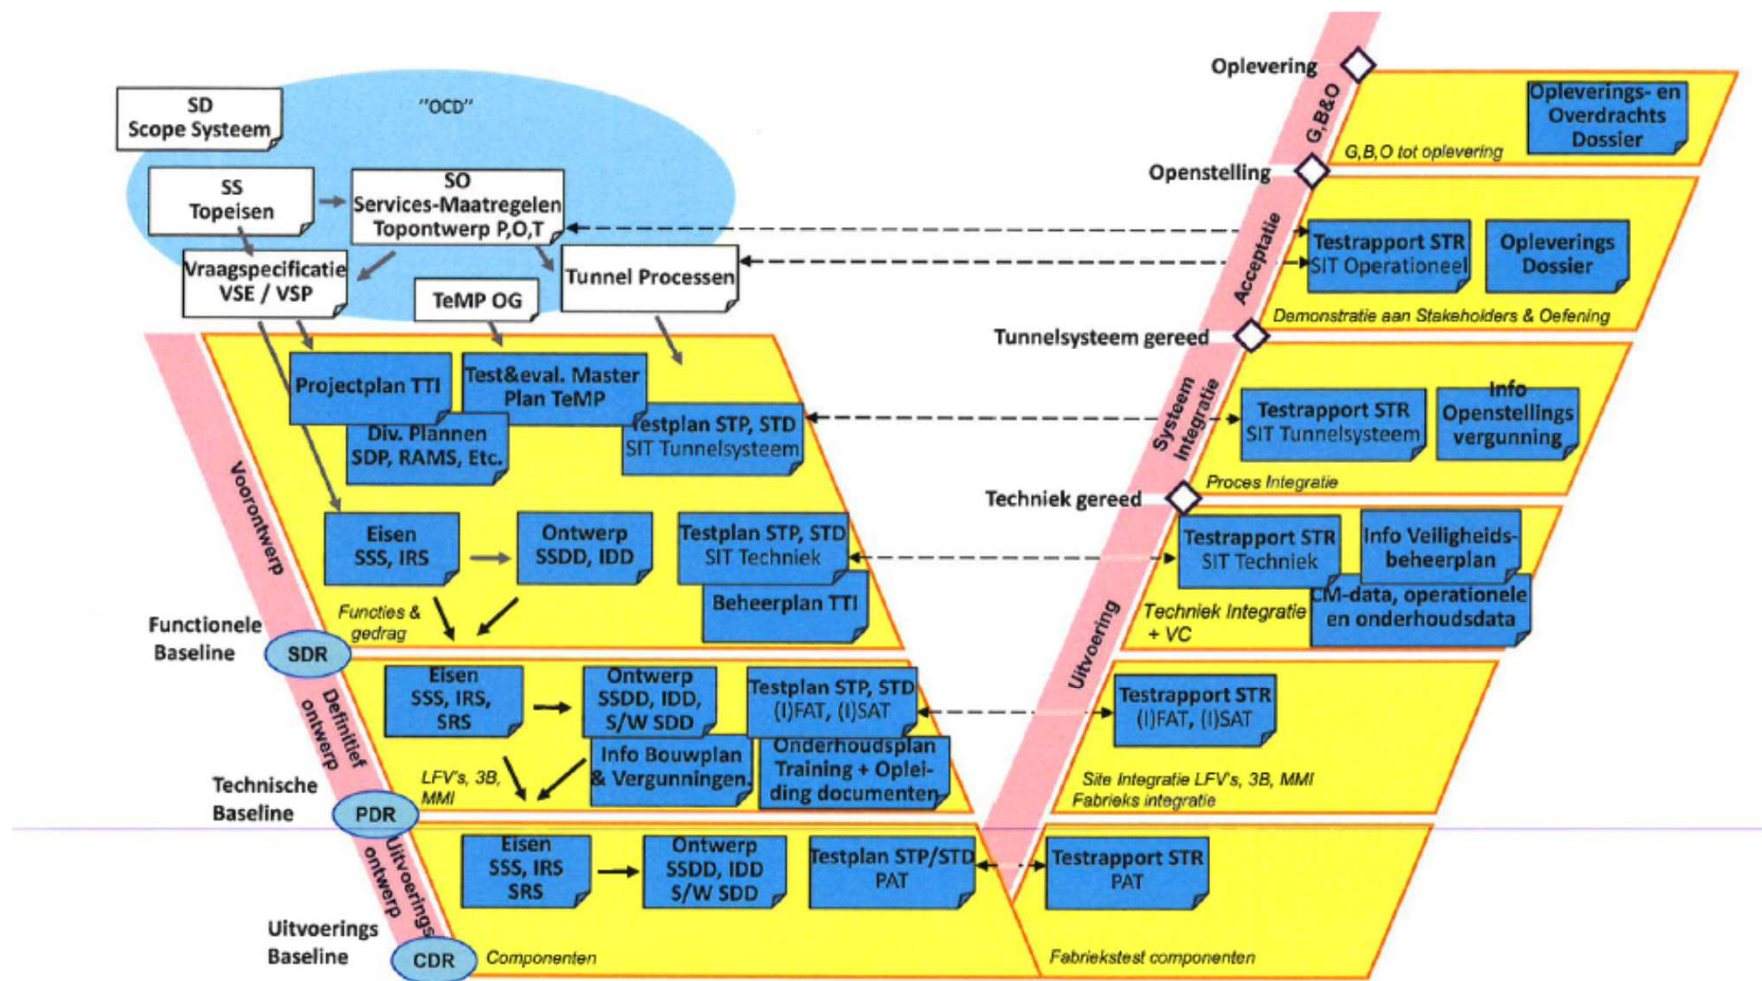 SD
Scope Systeem
"OCD"
SS
Topeisen
SO
Services-Maatregelen
Topontwerp P,O,T
Vraagspecificatie
VSE / VSP
TeMP OG
Tunnel Processen
Projectplan TTI
Test&eval. Master
Plan TeMP
Div. Plannen
SDP, RAMS, Etc.
Testplan STP, STD
SIT Tunnelsysteem
Voorontwerp
Eisen
SSS, IRS
Ontwerp
SSDD, IDD
Testplan STP, STD
SIT Techniek
Beheerplan TTI
Functies &
gedrag
Functionele
Baseline
SDR
Definitief
ontwerp
Eisen
SSS, IRS,
SRS
Ontwerp
SSDD, IDD,
S/W SDD
Testplan STP, STD
(I)FAT, (I)SAT
Info Bouwplan
& Vergunningen.
Onderhoudsplan
Training + Oplei-
ding documenten
LFV's, 3B,
MMI
Technische
Baseline
PDR
Uitvoerings
ontwerp
Eisen
SSS, IRS
SRS
Ontwerp
SSDD, IDD
S/W SDD
Testplan STP/STD
PAT
Uitvoerings
Baseline
CDR
Componenten
Oplevering
G,B&O
Opleverings- en
Overdrachts
Dossier
G,B,O tot oplevering
Openstelling
Acceptatie
Testrapport STR
SIT Operationeel
Opleverings
Dossier
Demonstratie aan Stakeholders & Oefening
Tunnelsysteem gereed
Systeem
Integratie
Testrapport STR
SIT Tunnelsysteem
Info
Openstellings
vergunning
Proces Integratie
Techniek gereed
Uitvoering
Testrapport STR
SIT Techniek
Info Veiligheids-
beheerplan
CM-data, operationele
en onderhoudsdata
Techniek Integratie
+ VC
Testrapport STR
(I)FAT, (I)SAT
Site Integratie LFV's, 3B, MMI
Fabrieks integratie
Testrapport STR
PAT
Fabriekstest componenten